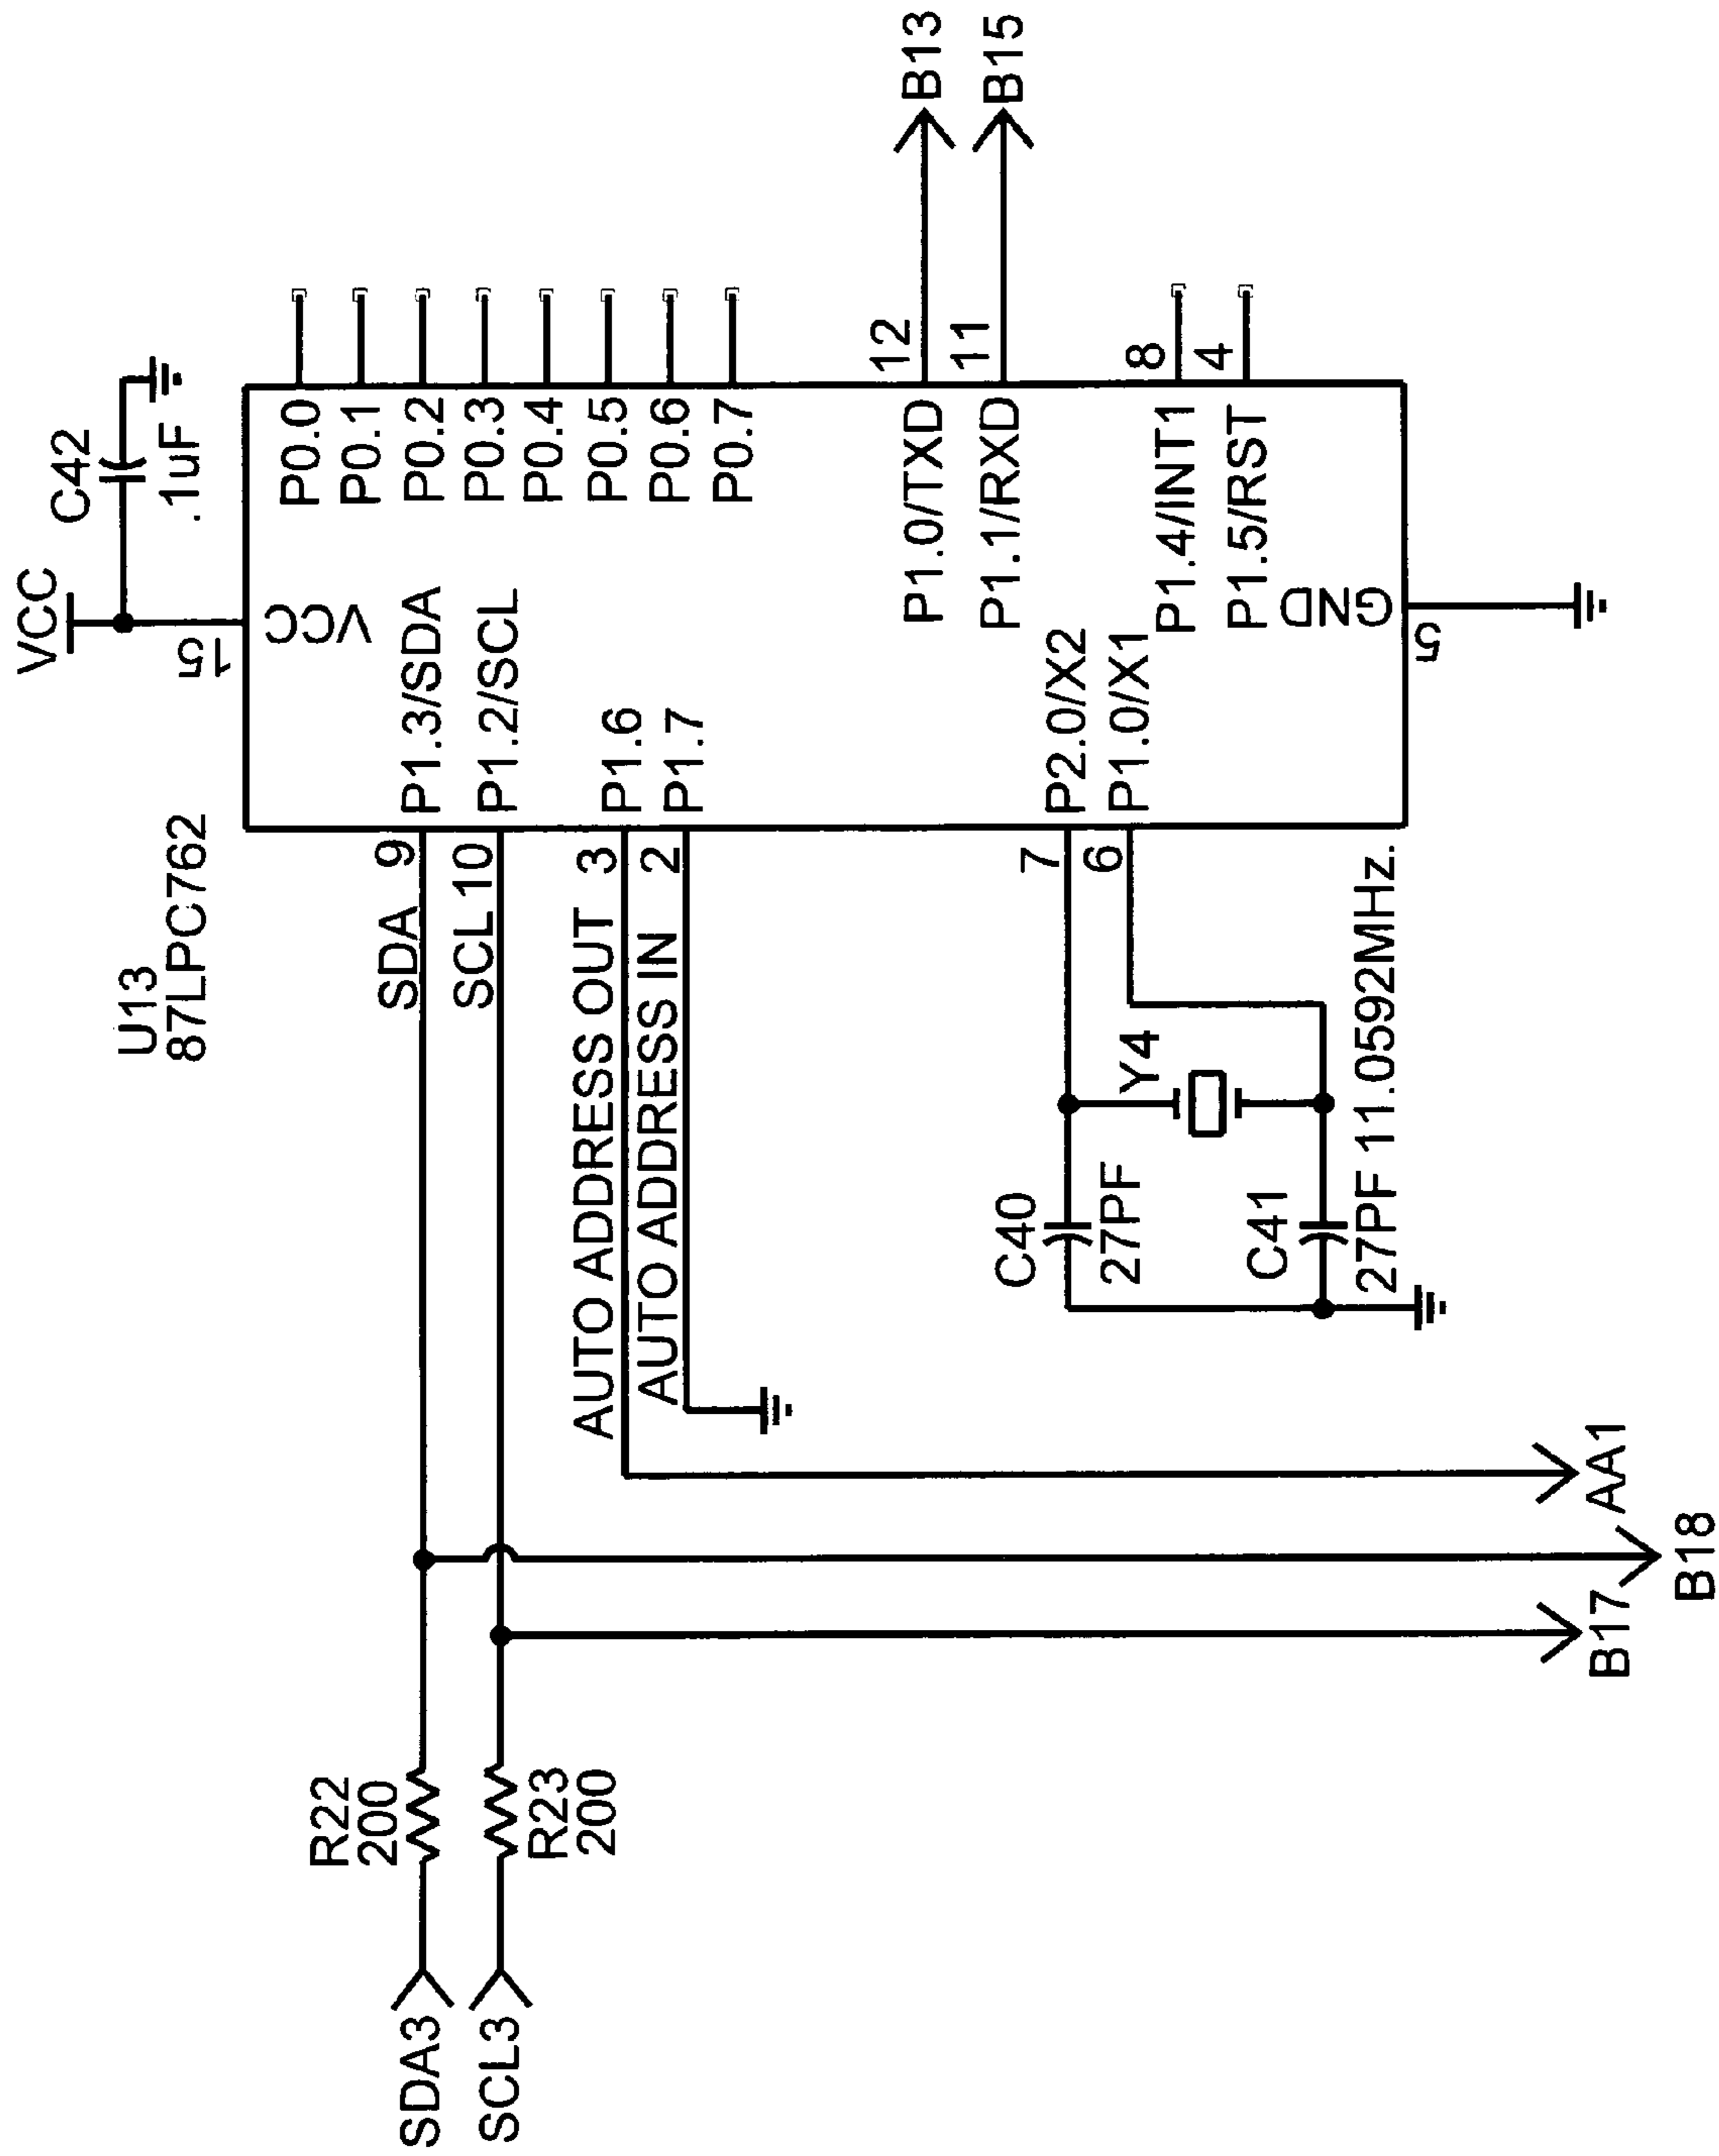 VCC
C42
.1uF
U13
87LPC762
15
VCC
P0.0
P0.1
P0.2
P0.3
P0.4
P0.5
P0.6
P0.7
SDA3
R22
200
SDA
9
P1.3/SDA
SCL3
R23
200
SCL
10
P1.2/SCL
AUTO ADDRESS OUT
3
P1.6
AUTO ADDRESS IN
2
P1.7
P1.0/TXD
12
B13
P1.1/RXD
11
B15
7
P2.0/X2
6
P1.0/X1
P1.4/INT1
8
P1.5/RST
4
GND
5
C40
27PF
Y4
C41
27PF 11.0592MHz.
AA1
B17
B18